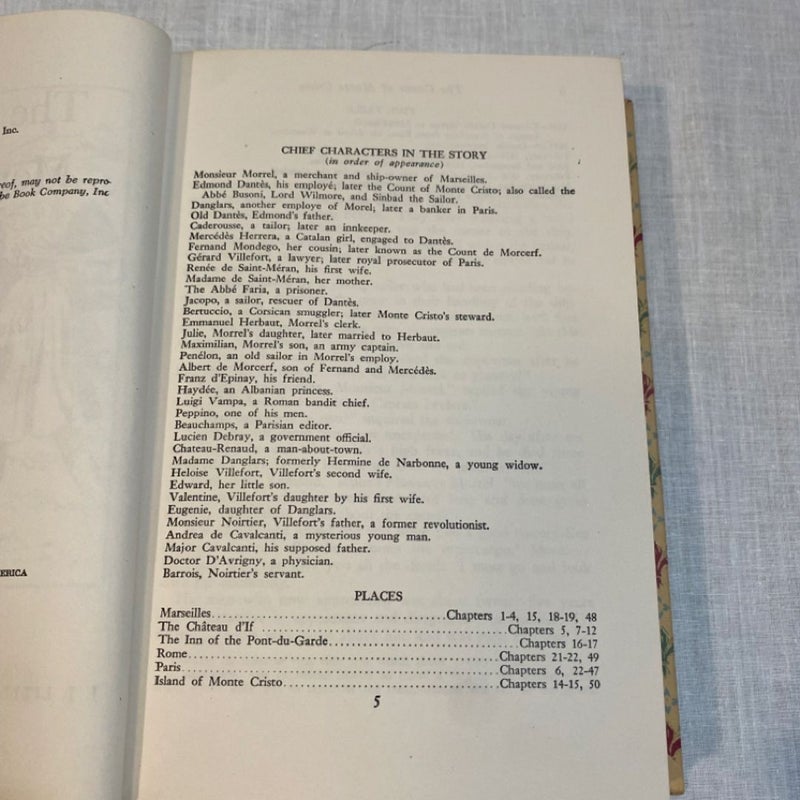 The
Inc.
eof, may not be repro-
be Book Company, Inc
ERICA
CHIEF CHARACTERS IN THE STORY
(in order of appearance)
Monsieur Morrel, a merchant and ship-owner of Marseilles.
Edmond Dantès, his employé; later the Count of Monte Cristo; also called the
Abbé Busoni, Lord Wilmore, and Sinbad the Sailor.
Danglars, another employe of Morel; later a banker in Paris.
Old Dantès, Edmond's father.
Caderousse, a tailor; later an innkeeper.
Mercédès Herrera, a Catalan girl, engaged to Dantès.
Fernand Mondego, her cousin; later known as the Count de Morcerf.
Gérard Villefort, a lawyer; later royal prosecutor of Paris.
Renée de Saint-Méran, his first wife.
Madame de Saint-Méran, her mother.
The Abbé Faria, a prisoner.
Jacopo, a sailor, rescuer of Dantès.
Bertuccio, a Corsican smuggler; later Monte Cristo's steward.
Emmanuel Herbaut, Morrel's clerk.
Julie, Morrel's daughter, later married to Herbaut.
Maximilian, Morrel's son, an army captain.
Penélon, an old sailor in Morrel's employ.
Albert de Morcerf, son of Fernand and Mercédès.
Franz d'Epinay, his friend.
Haydée, an Albanian princess.
Luigi Vampa, a Roman bandit chief.
Peppino, one of his men.
Beauchamps, a Parisian editor.
Lucien Debray, a government official.
Chateau-Renaud, a man-about-town.
Madame Danglars; formerly Hermine de Narbonne, a young widow.
Heloise Villefort, Villefort's second wife.
Edward, her little son.
Valentine, Villefort's daughter by his first wife.
Eugenie, daughter of Danglars.
Monsieur Noirtier, Villefort's father, a former revolutionist.
Andrea de Cavalcanti, a mysterious young man.
Major Cavalcanti, his supposed father.
Doctor D'Avrigny, a physician.
Barrois, Noirtier's servant.
PLACES
Marseilles........................................Chapters 1-4, 15, 18-19, 48
The Château d'If ..........................................Chapters 5, 7-12
The Inn of the Pont-du-Garde.................................Chapters 16-17
Rome.....................................................Chapters 21-22, 49
Paris......................................................Chapters 6, 22-47
Island of Monte Cristo....................................Chapters 14-15, 50
5